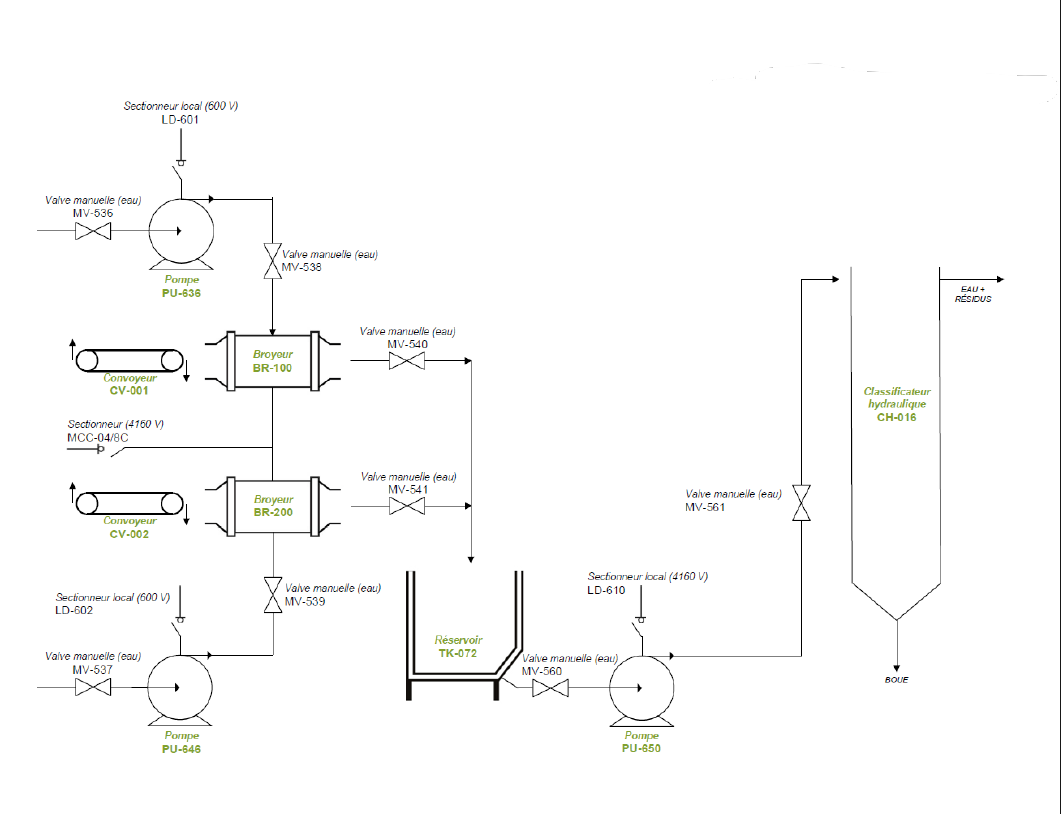 Sectionneur local (600 V)
LD-601
Valve manuelle (eau)
MV-536
Pompe
PU-636
Valve manuelle (eau)
MV-538
Convoyeur
CV-001
Broyeur
BR-100
Valve manuelle (eau)
MV-540
Sectionneur (4160 V)
MCC-04/8C
Convoyeur
CV-002
Broyeur
BR-200
Valve manuelle (eau)
MV-541
Sectionneur local (600 V)
LD-602
Valve manuelle (eau)
MV-539
Valve manuelle (eau)
MV-537
Pompe
PU-646
Réservoir
TK-072
Valve manuelle (eau)
MV-560
Sectionneur local (4160 V)
LD-610
Pompe
PU-650
Valve manuelle (eau)
MV-561
Classificateur
hydraulique
CH-016
EAU +
RÉSIDUS
BOUE